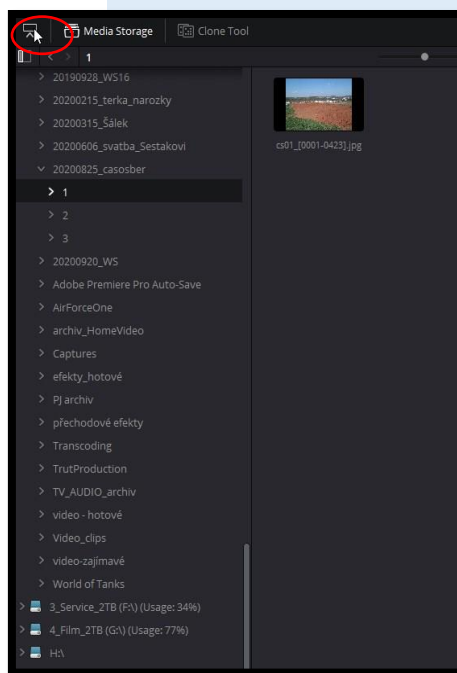 Media Storage Clone Tool
1
20190928_WS16
20200215_terka_narozky
20200315_Šálek
20200606_svatba_Sestakovi
20200825_casosber
1
2
3
20200920_WS
Adobe Premiere Pro Auto-Save
AirForceOne
archiv_HomeVideo
Captures
efekty_hotové
PJ archiv
přechodové efekty
Transcoding
TrutProduction
TV_AUDIO_archiv
video - hotové
Video_clips
video-zajímavé
World of Tanks
3_Service_2TB (F:\) (Usage: 34%)
4_Film_2TB (G:\) (Usage: 77%)
H:\
cs01_[0001-0423].jpg